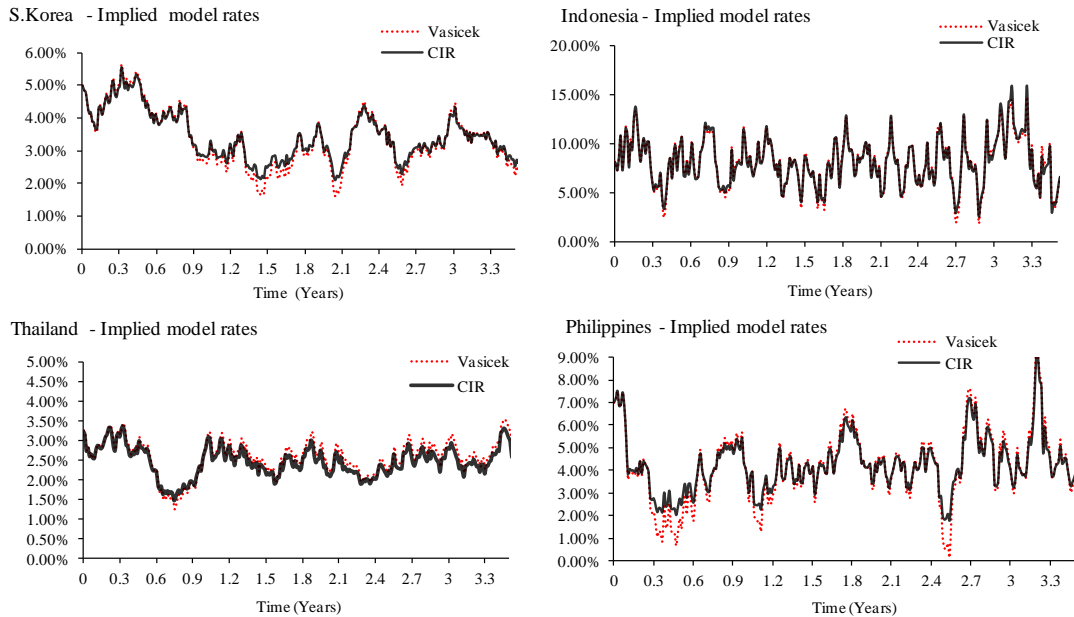 S.Korea - Implied model rates
Vasicek
CIR
6.00%
5.00%
4.00%
3.00%
2.00%
1.00%
0.00%
0 0.3 0.6 0.9 1.2 1.5 1.8 2.1 2.4 2.7 3 3.3
Time (Years)
Indonesia - Implied model rates
Vasicek
CIR
20.00%
15.00%
10.00%
5.00%
0.00%
0 0.3 0.6 0.9 1.2 1.5 1.8 2.1 2.4 2.7 3 3.3
Time (Years)
Thailand - Implied model rates
Vasicek
CIR
5.00%
4.50%
4.00%
3.50%
3.00%
2.50%
2.00%
1.50%
1.00%
0.50%
0.00%
0 0.3 0.6 0.9 1.2 1.5 1.8 2.1 2.4 2.7 3 3.3
Time (Years)
Philippines - Implied model rates
Vasicek
CIR
9.00%
8.00%
7.00%
6.00%
5.00%
4.00%
3.00%
2.00%
1.00%
0.00%
0 0.3 0.6 0.9 1.2 1.5 1.8 2.1 2.4 2.7 3 3.3
Time (Years)